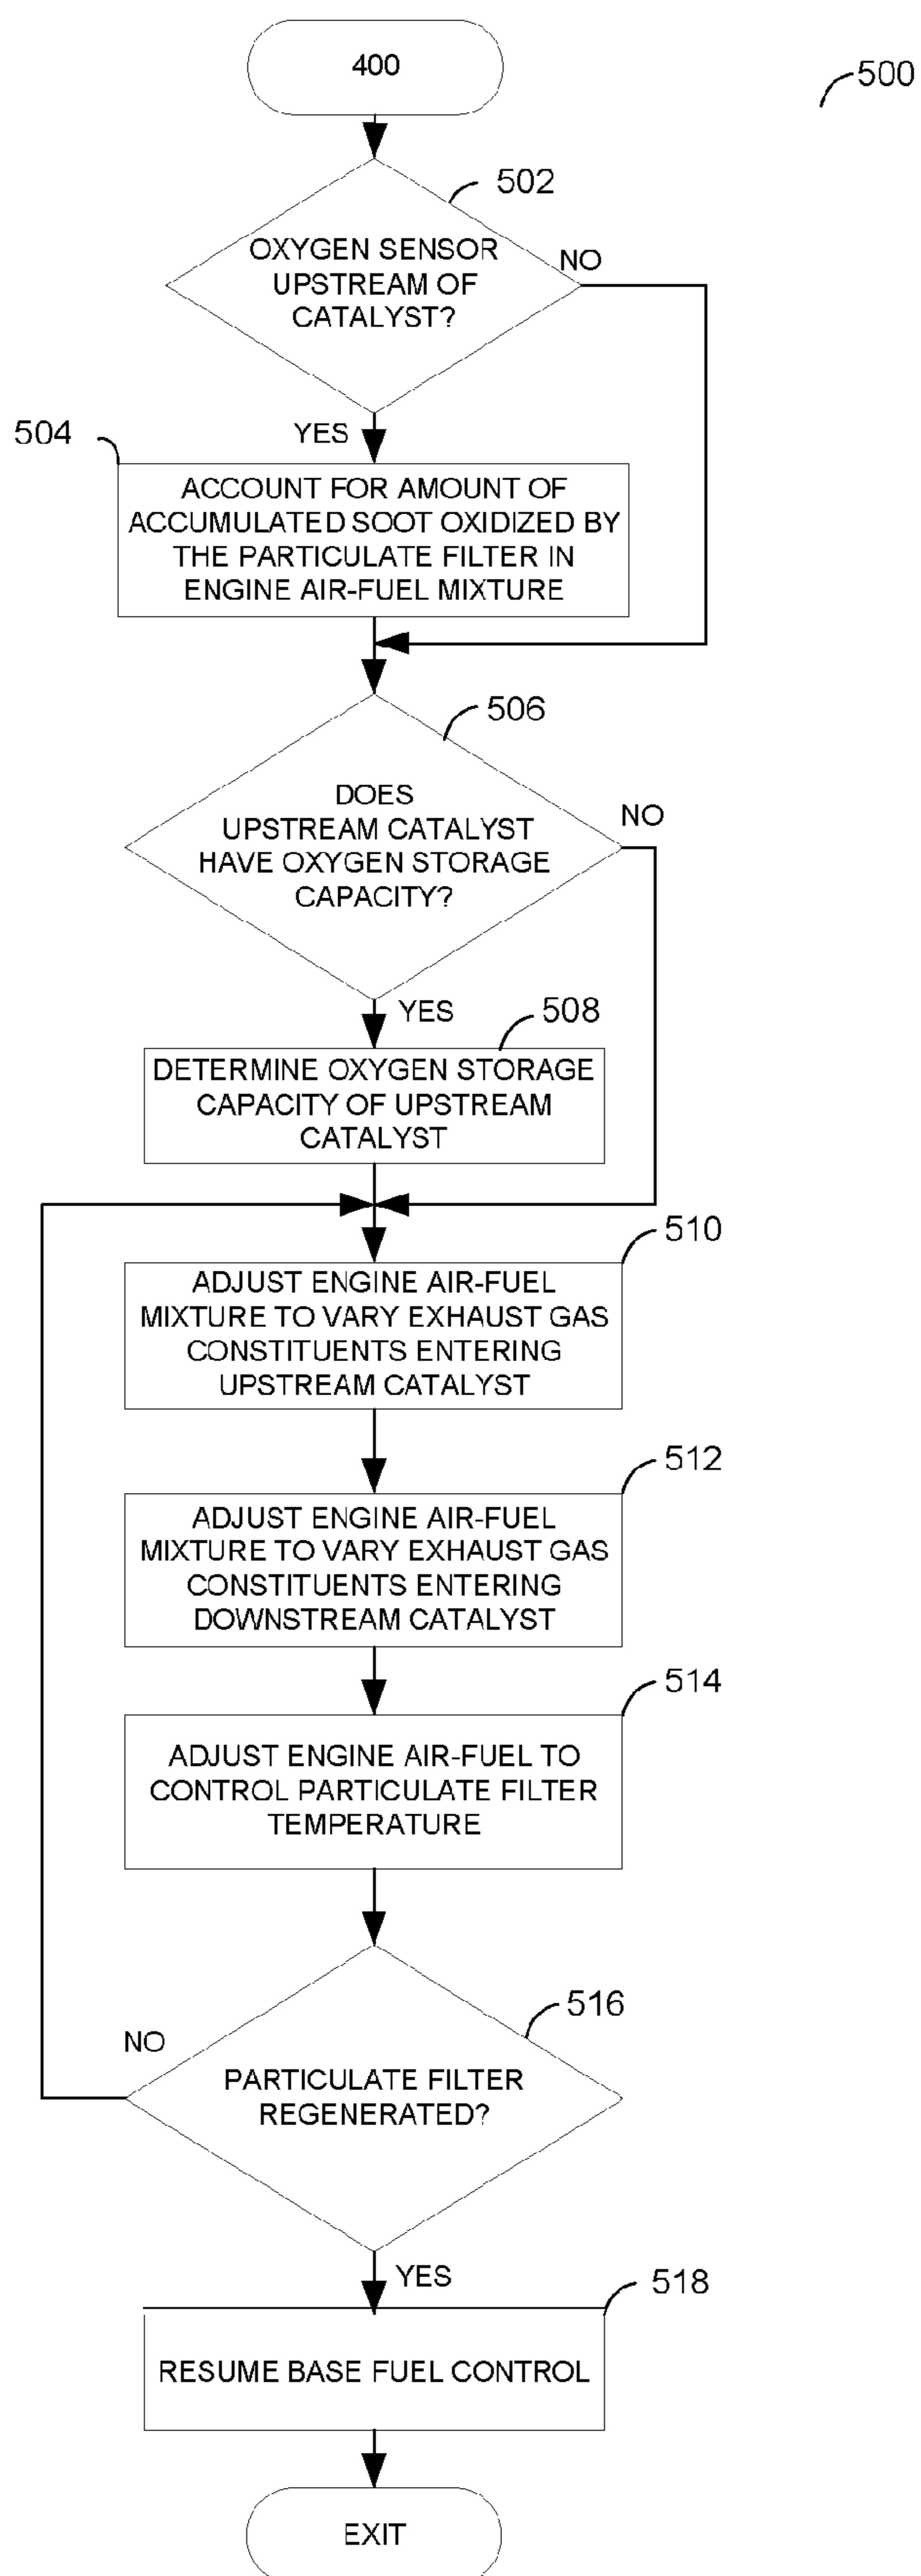 400
500
502
OXYGEN SENSOR
UPSTREAM OF
CATALYST?
NO
YES
504
ACCOUNT FOR AMOUNT OF
ACCUMULATED SOOT OXIDIZED BY
THE PARTICULATE FILTER IN
ENGINE AIR-FUEL MIXTURE
506
DOES
UPSTREAM CATALYST
HAVE OXYGEN STORAGE
CAPACITY?
NO
YES
508
DETERMINE OXYGEN STORAGE
CAPACITY OF UPSTREAM
CATALYST
510
ADJUST ENGINE AIR-FUEL
MIXTURE TO VARY EXHAUST GAS
CONSTITUENTS ENTERING
UPSTREAM CATALYST
512
ADJUST ENGINE AIR-FUEL
MIXTURE TO VARY EXHAUST GAS
CONSTITUENTS ENTERING
DOWNSTREAM CATALYST
514
ADJUST ENGINE AIR-FUEL TO
CONTROL PARTICULATE FILTER
TEMPERATURE
516
NO
PARTICULATE FILTER
REGENERATED?
YES
518
RESUME BASE FUEL CONTROL
EXIT